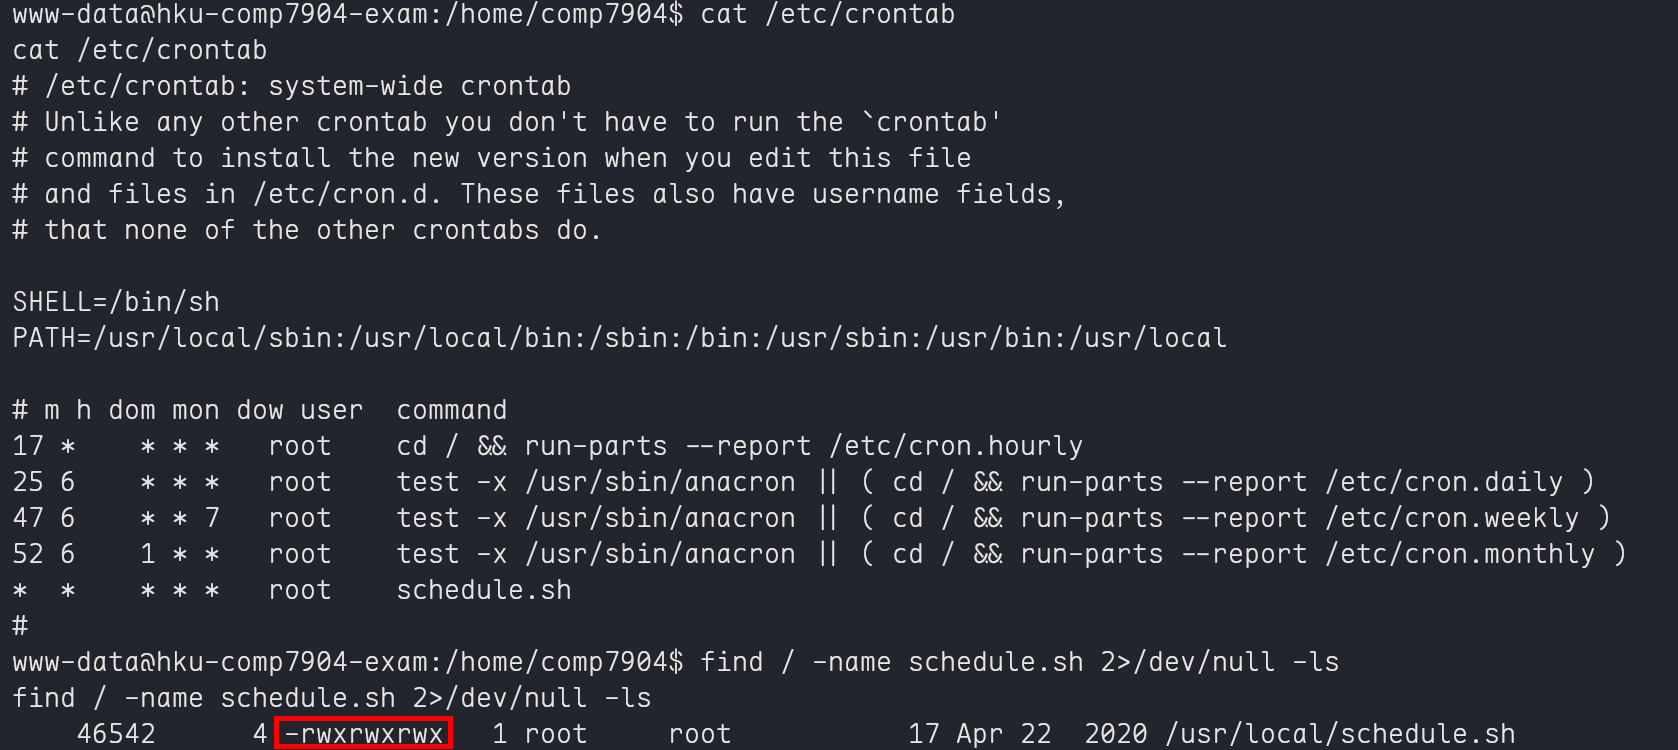 www-data@hku-comp7904-exam:/home/comp7904$ cat /etc/crontab
cat /etc/crontab
# /etc/crontab: system-wide crontab
# Unlike any other crontab you don't have to run the `crontab'
# command to install the new version when you edit this file
# and files in /etc/cron.d. These files also have username fields,
# that none of the other crontabs do.
SHELL=/bin/sh
PATH=/usr/local/sbin:/usr/local/bin:/sbin:/bin:/usr/sbin:/usr/bin:/usr/local
# m h dom mon dow user  command
17 *    * * *   root    cd / && run-parts --report /etc/cron.hourly
25 6    * * *   root    test -x /usr/sbin/anacron || ( cd / && run-parts --report /etc/cron.daily )
47 6    * * 7   root    test -x /usr/sbin/anacron || ( cd / && run-parts --report /etc/cron.weekly )
52 6    1 * *   root    test -x /usr/sbin/anacron || ( cd / && run-parts --report /etc/cron.monthly )
*  *    * * *   root    schedule.sh
#
www-data@hku-comp7904-exam:/home/comp7904$ find / -name schedule.sh 2>/dev/null -ls
find / -name schedule.sh 2>/dev/null -ls
    46542      4 -rwxrwxrwx   1 root     root           17 Apr 22  2020 /usr/local/schedule.sh